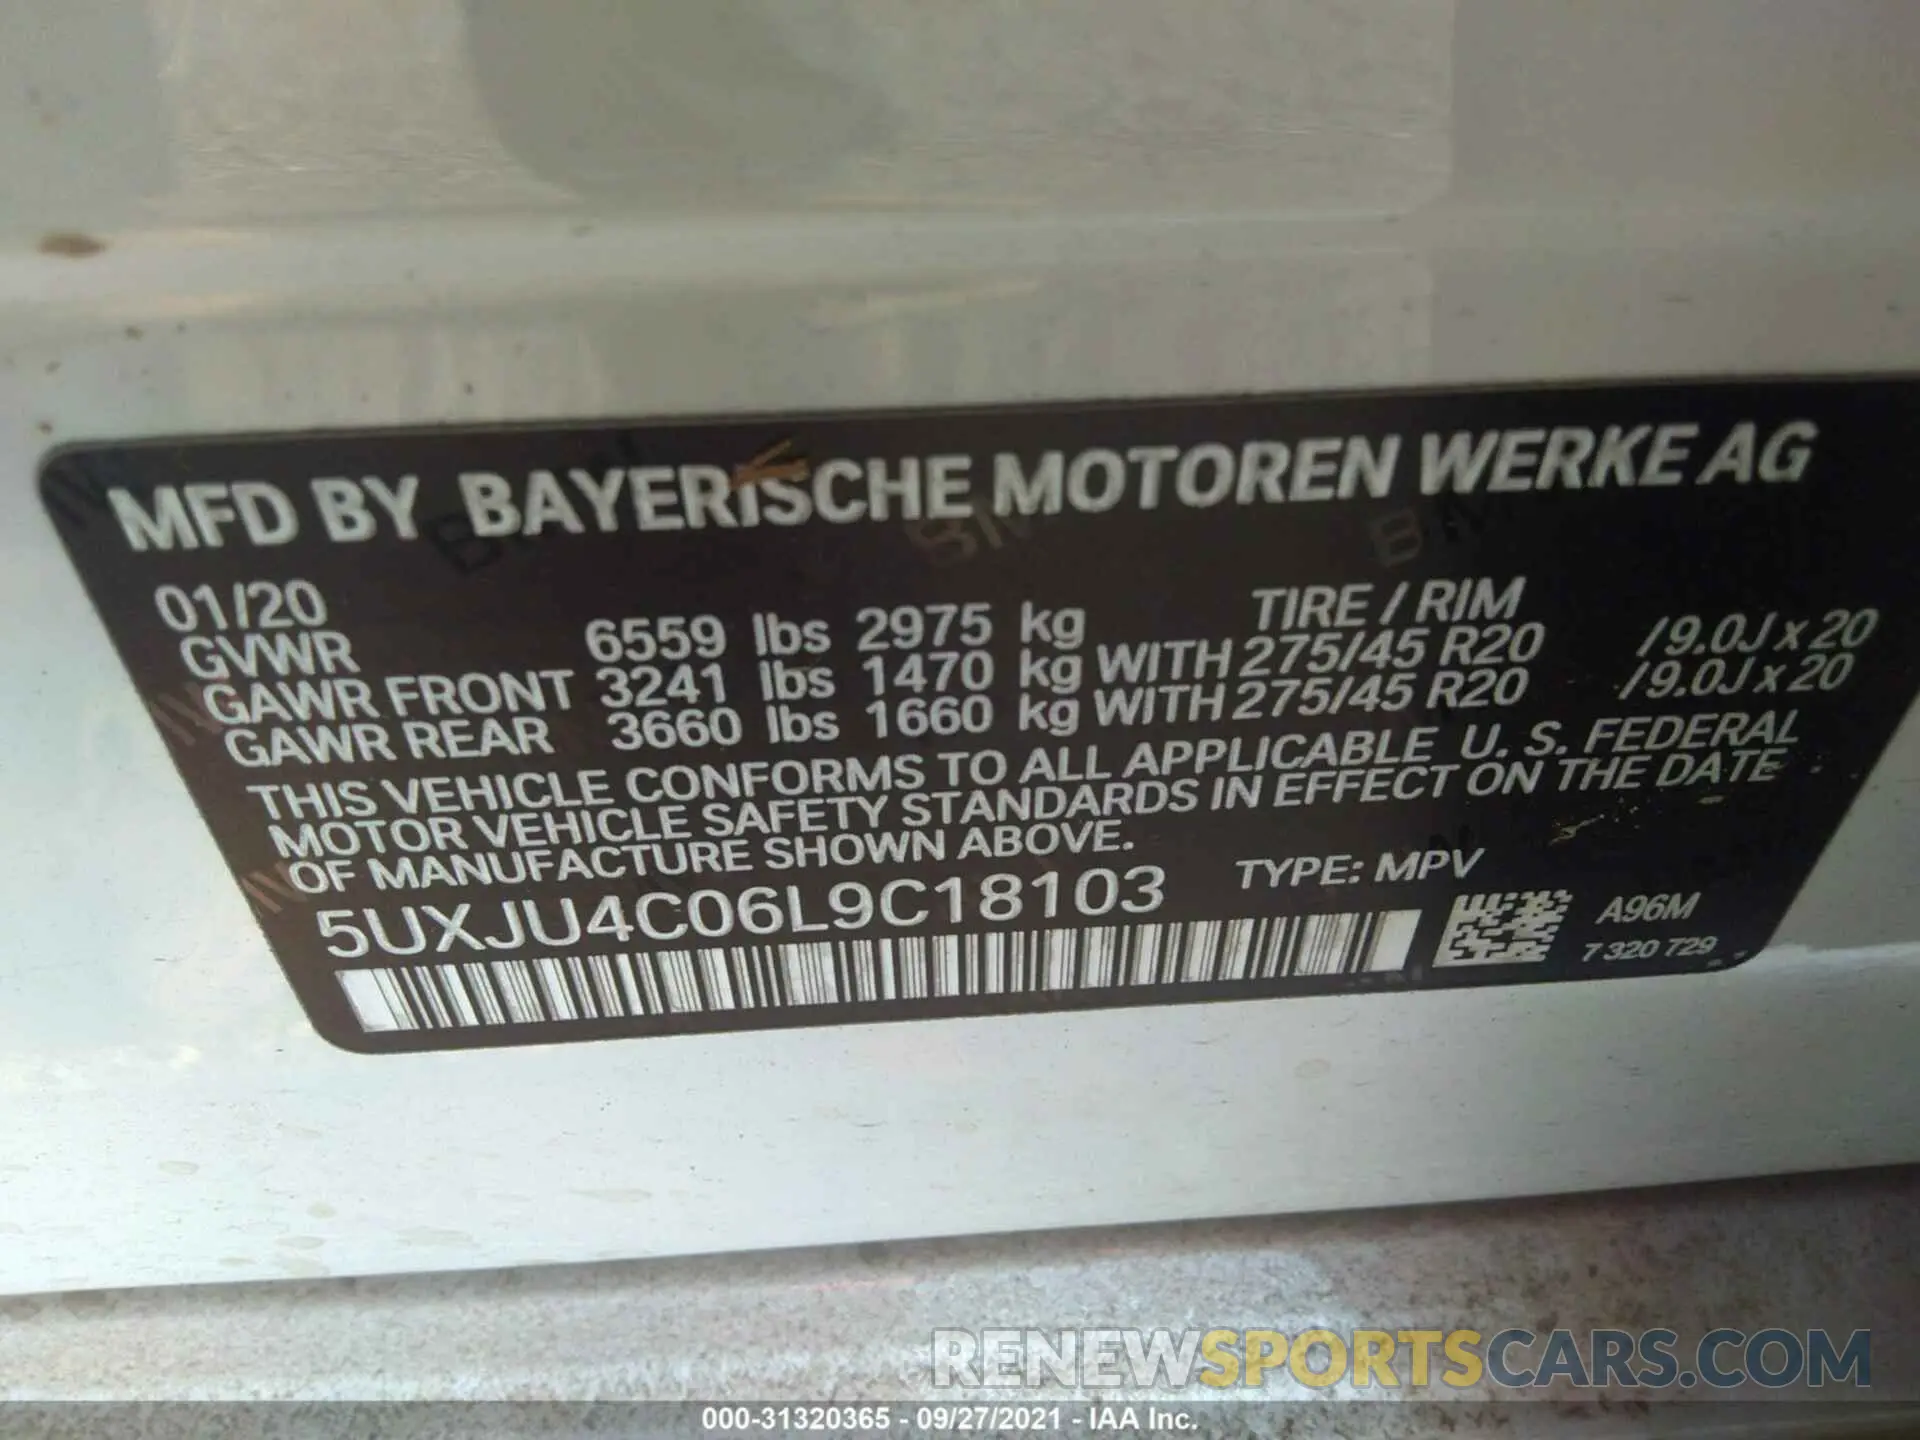 MFD BY BAYERISCHE MOTOREN WERKE AG
01/20 TIRE / RIM
GVWR 6559 lbs 2975 kg
GAWR FRONT 3241 lbs 1470 kg WITH 275/45 R20 /9.0J x 20
GAWR REAR 3660 lbs 1660 kg WITH 275/45 R20 /9.0J x 20
THIS VEHICLE CONFORMS TO ALL APPLICABLE U. S. FEDERAL
MOTOR VEHICLE SAFETY STANDARDS IN EFFECT ON THE DATE
OF MANUFACTURE SHOWN ABOVE.
TYPE: MPV
5UXJU4C06L9C18103
A96M
7 320 729
RENEWSPORTSCARS.COM
000-31320365 - 09/27/2021 - IAA Inc.